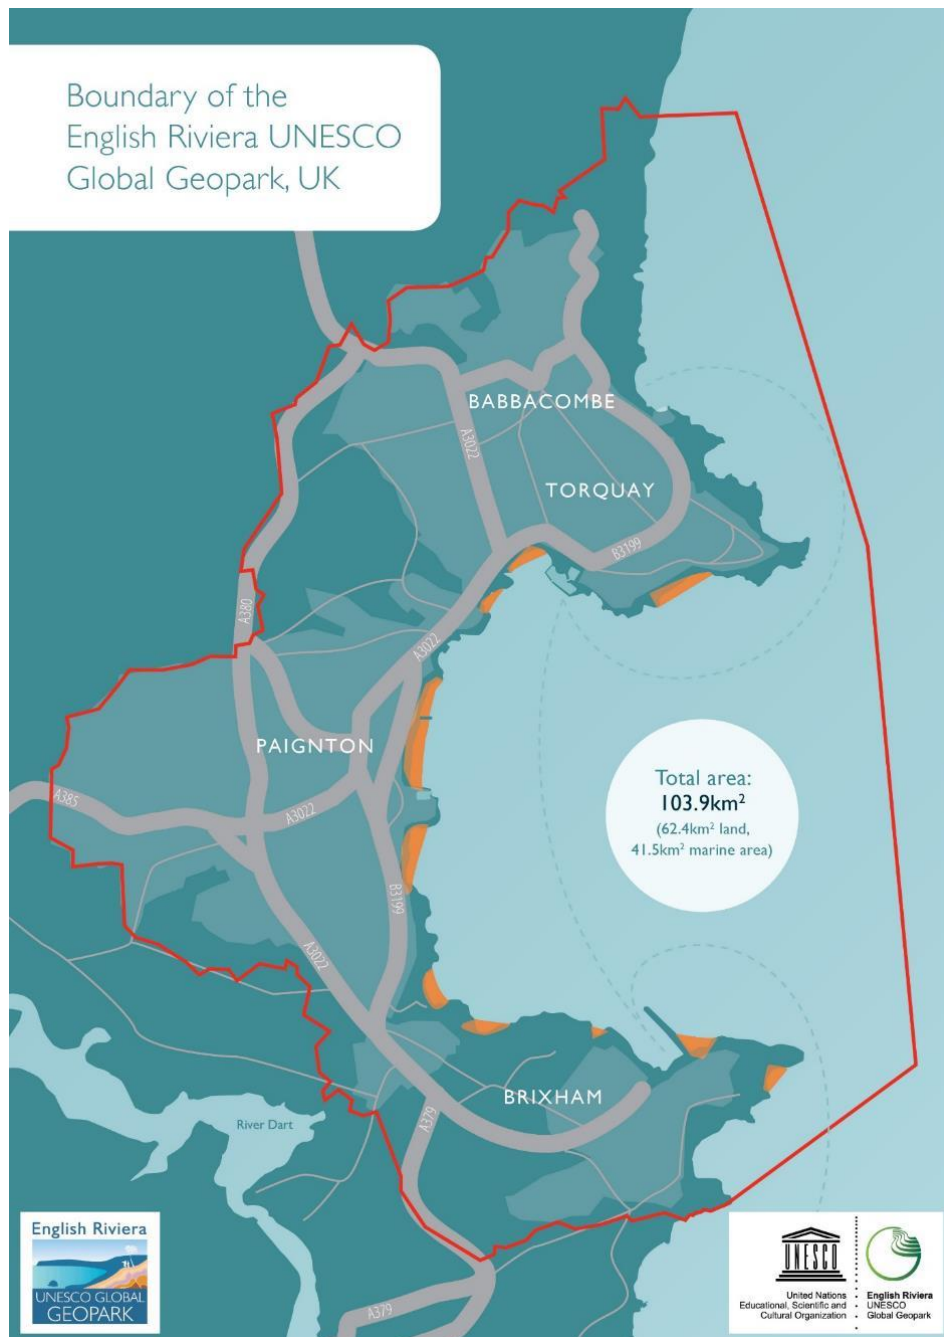 Boundary of the
English Riviera UNESCO
Global Geopark, UK
BABBACOMBE
A3022
TORQUAY
B3199
A380
A3022
PAIGNTON
Total area:
103.9km²
(62.4km² land,
41.5km² marine area)
A385
A3022
B3199
A3022
BRIXHAM
A379
River Dart
English Riviera
UNESCO GLOBAL
GEOPARK
UNESCO
United Nations
Educational, Scientific and
Cultural Organization
English Riviera
UNESCO
Global Geopark
A379